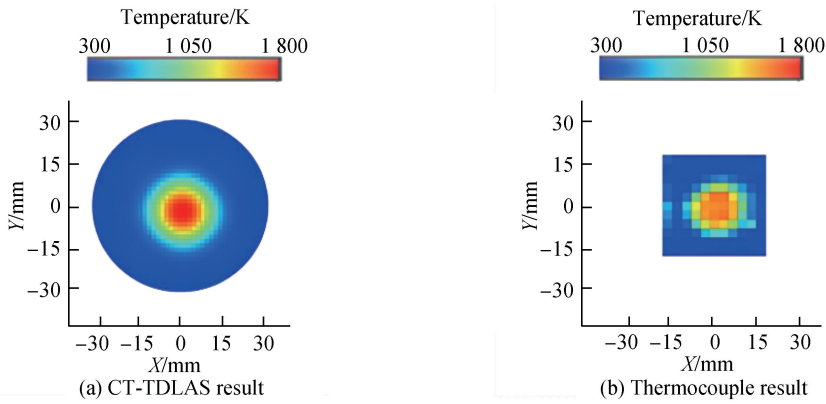 Temperature/K
300 1 050 1 800
30
15
0
−15
−30
Y/mm
−30 −15 0 15 30
X/mm
(a) CT-TDLAS result
Temperature/K
300 1 050 1 800
30
15
0
−15
−30
Y/mm
−30 −15 0 15 30
X/mm
(b) Thermocouple result